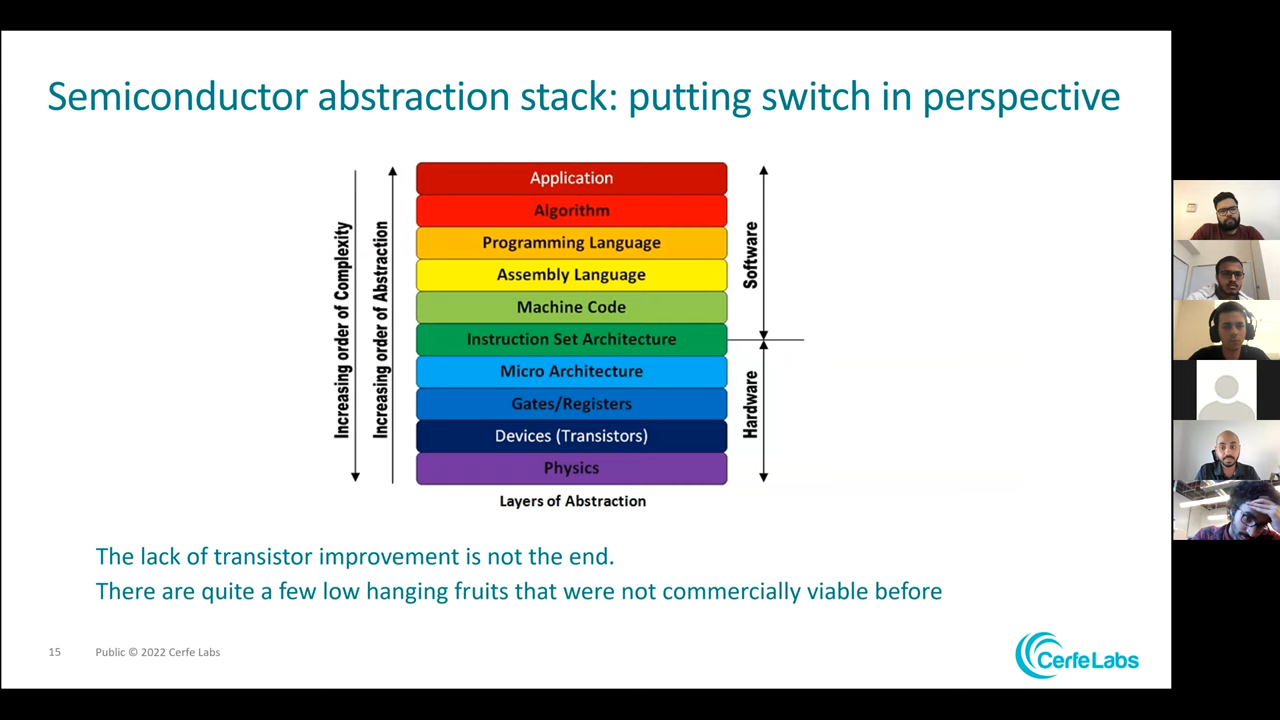 Semiconductor abstraction stack: putting switch in perspective
Increasing order of Complexity
Increasing order of Abstraction
Application
Algorithm
Programming Language
Assembly Language
Machine Code
Instruction Set Architecture
Micro Architecture
Gates/Registers
Devices (Transistors)
Physics
Software
Hardware
Layers of Abstraction
The lack of transistor improvement is not the end.
There are quite a few low hanging fruits that were not commercially viable before
15
Public © 2022 Cerfe Labs
CerfeLabs